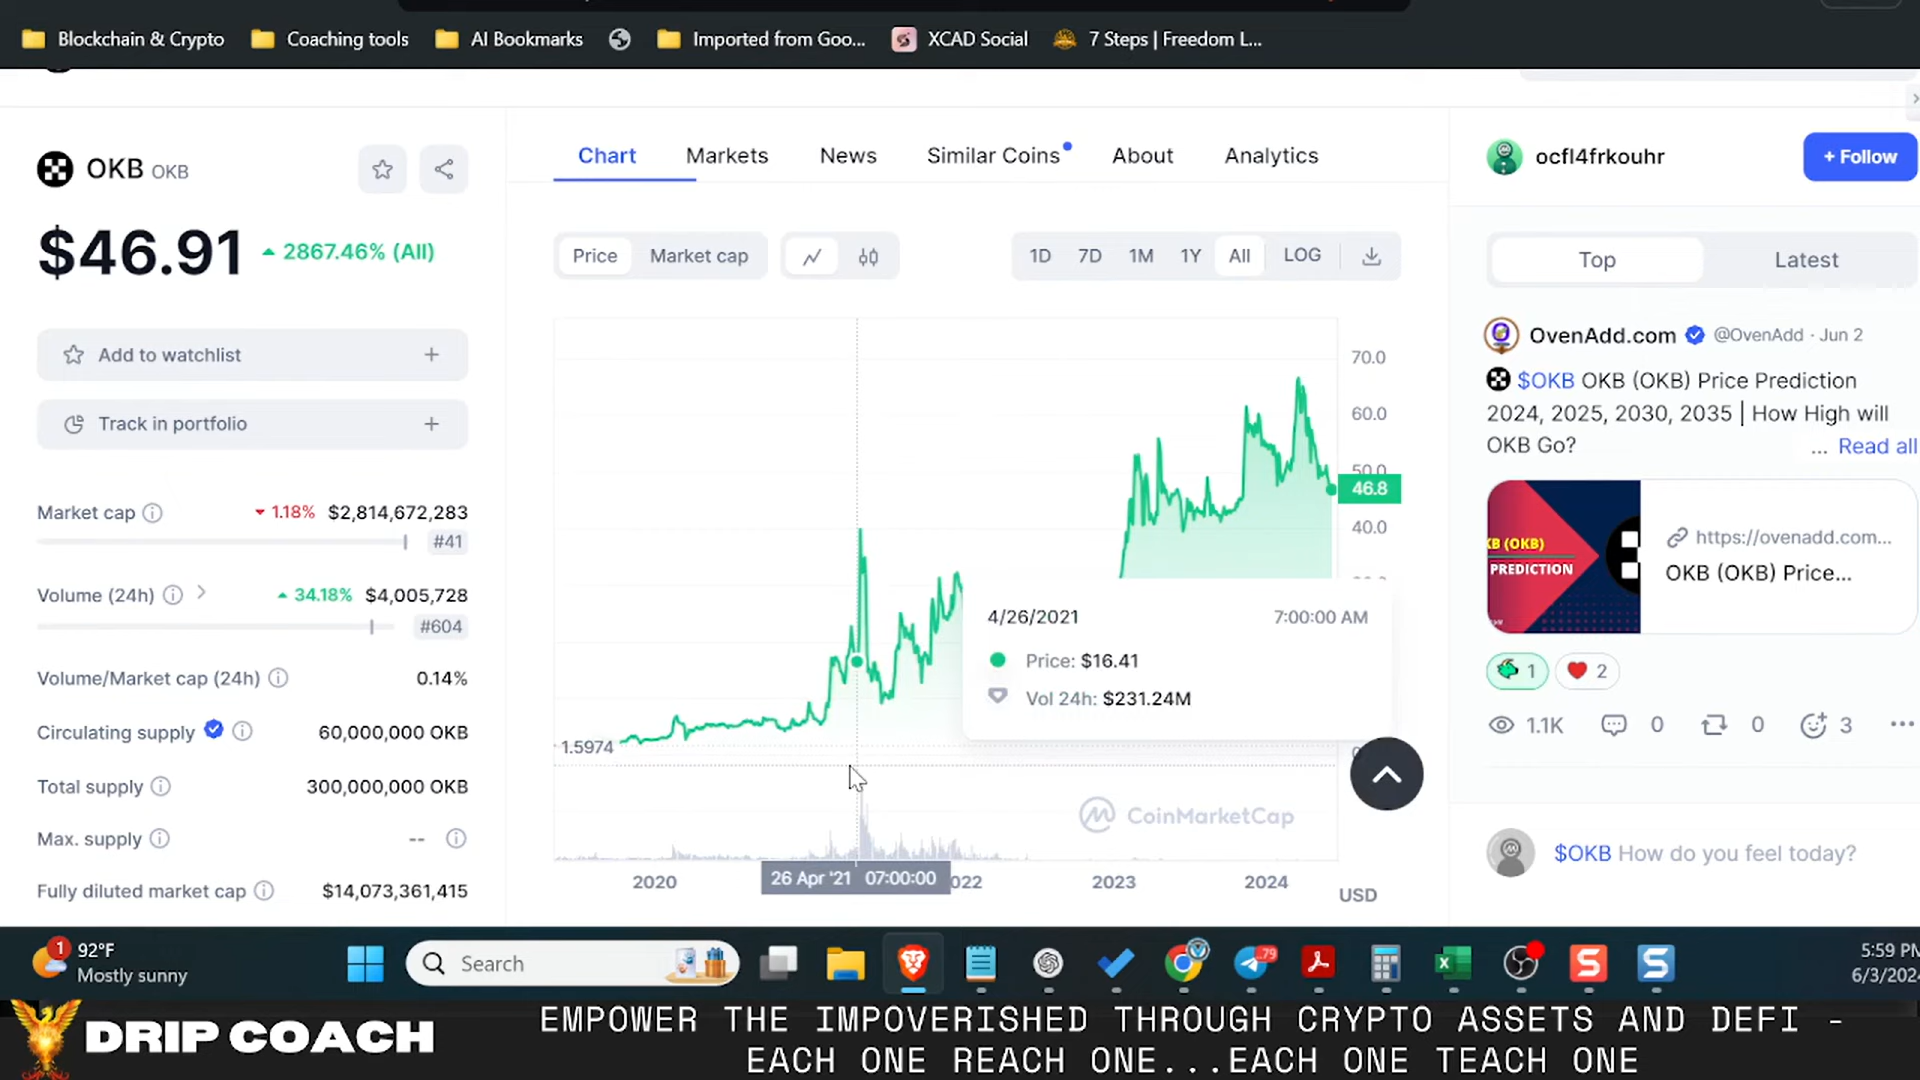 Blockchain & Crypto
Coaching tools
AI Bookmarks
Imported from Goo...
XCAD Social
7 Steps | Freedom L...
OKB OKB
$46.91
2867.46% (All)
Add to watchlist
+
Track in portfolio
+
Market cap
1.18% $2,814,672,283
#41
Volume (24h)
34.18% $4,005,728
#604
Volume/Market cap (24h)
0.14%
Circulating supply
60,000,000 OKB
Total supply
300,000,000 OKB
Max. supply
--
Fully diluted market cap
$14,073,361,415
Chart
Markets
News
Similar Coins
About
Analytics
Price
Market cap
1D
7D
1M
1Y
All
LOG
70.0
60.0
50.0
46.8
40.0
1.5974
4/26/2021
7:00:00 AM
Price: $16.41
Vol 24h: $231.24M
CoinMarketCap
2020
26 Apr '21 07:00:00
022
2023
2024
USD
ocfl4frkouhr
+ Follow
Top
Latest
OvenAdd.com @OvenAdd · Jun 2
$OKB OKB (OKB) Price Prediction
2024, 2025, 2030, 2035 | How High will
OKB Go?
... Read all
KB (OKB)
PREDICTION
https://ovenadd.com...
OKB (OKB) Price...
1
2
1.1K
0
0
3
$OKB How do you feel today?
1
92°F
Mostly sunny
Search
79
5:59 PM
6/3/2024
DRIP COACH
EMPOWER THE IMPOVERISHED THROUGH CRYPTO ASSETS AND DEFI -
EACH ONE REACH ONE...EACH ONE TEACH ONE